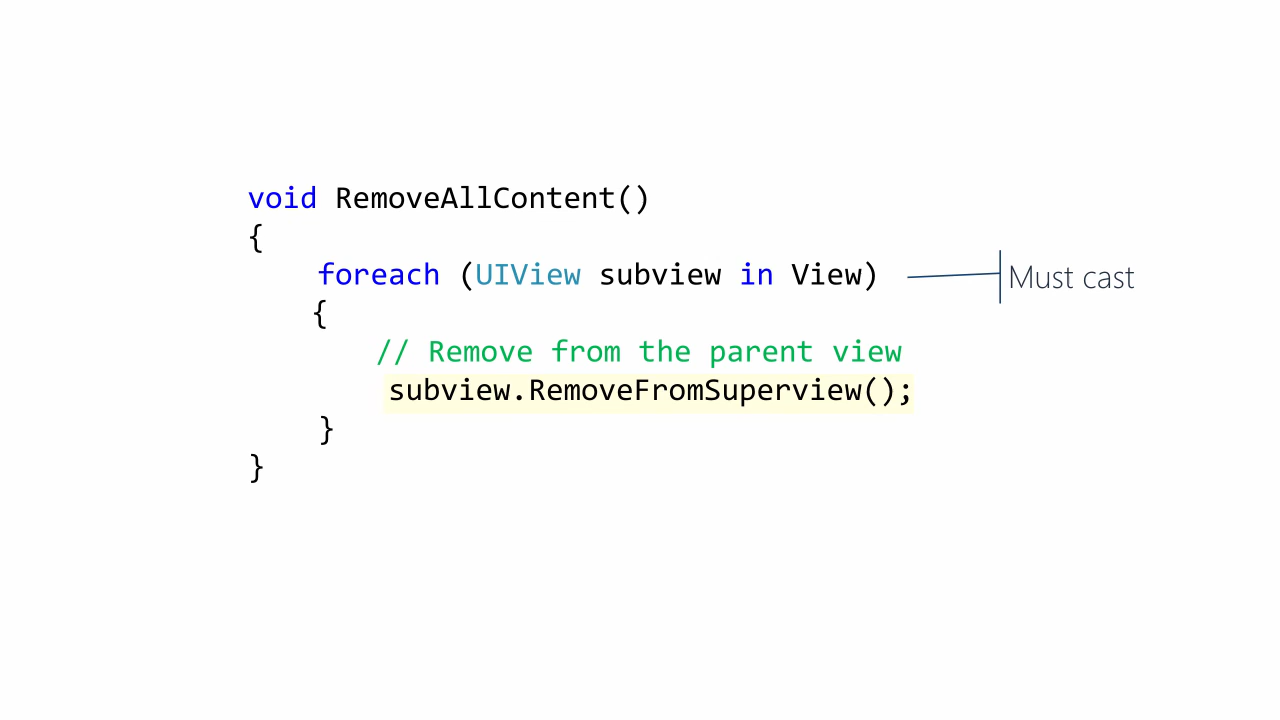 void RemoveAllContent()
{
foreach (UIView subview in View)
Must cast
{
// Remove from the parent view
subview.RemoveFromSuperview();
}
}